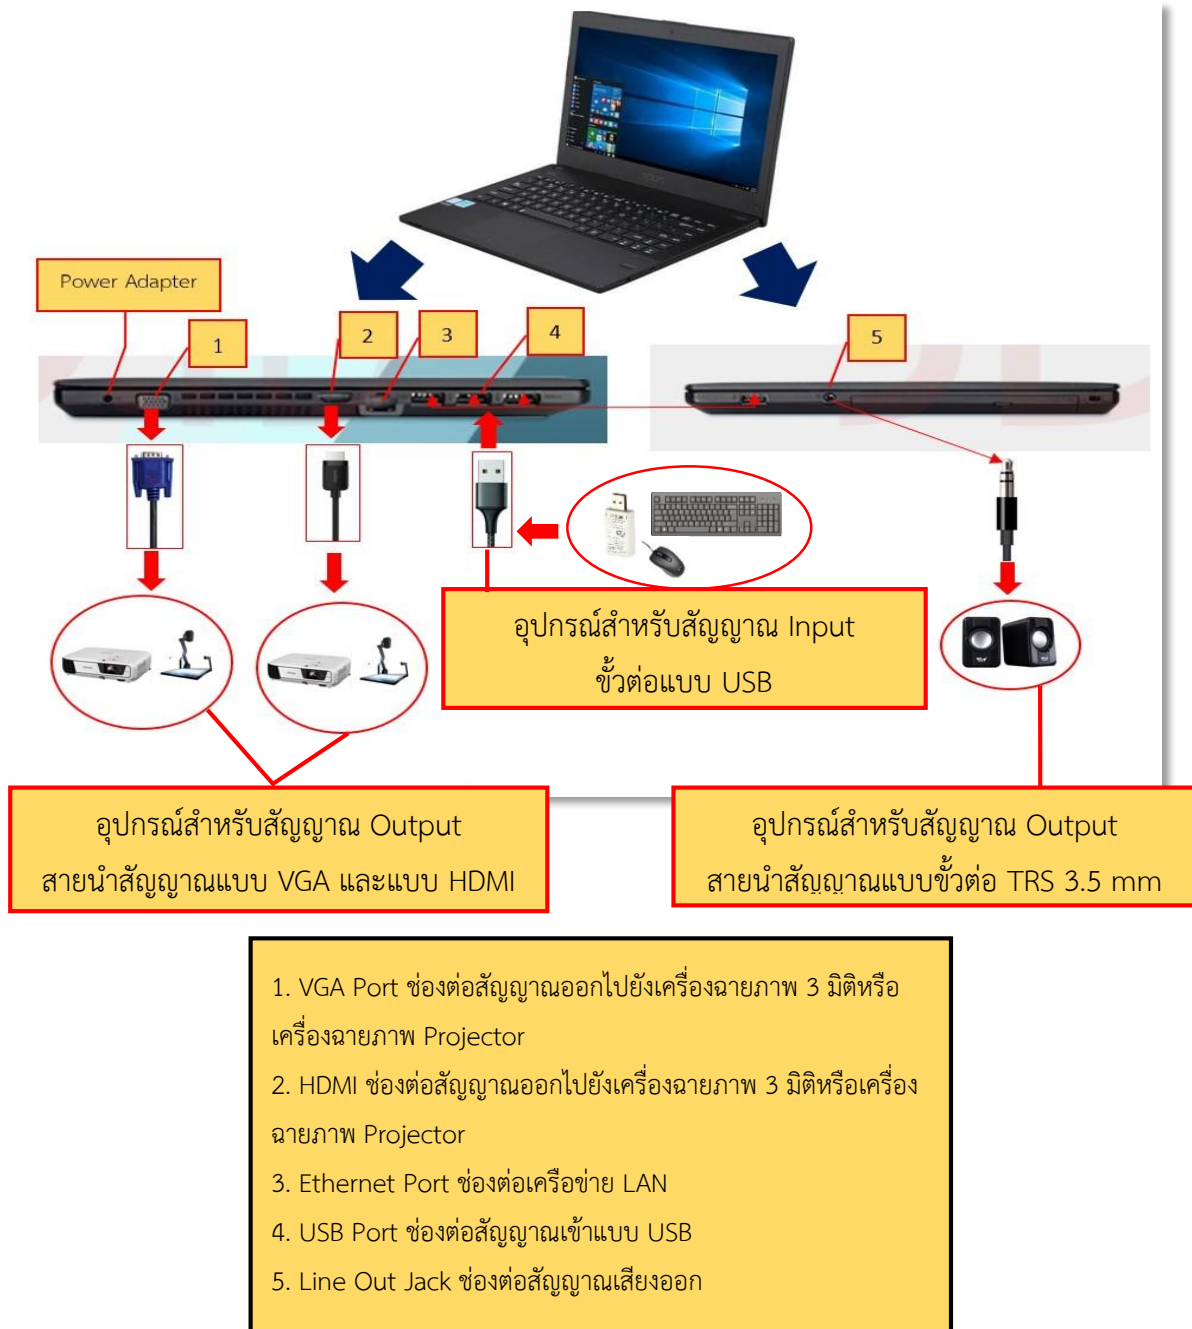 Power Adapter
1
2
3
4
5
อุปกรณ์สำหรับสัญญาณ Input
ขั้วต่อแบบ USB
อุปกรณ์สำหรับสัญญาณ Output
สายนำสัญญาณแบบ VGA และแบบ HDMI
อุปกรณ์สำหรับสัญญาณ Output
สายนำสัญญาณแบบขั้วต่อ TRS 3.5 mm
1. VGA Port ช่องต่อสัญญาณออกไปยังเครื่องฉายภาพ 3 มิติหรือ
เครื่องฉายภาพ Projector
2. HDMI ช่องต่อสัญญาณออกไปยังเครื่องฉายภาพ 3 มิติหรือเครื่อง
ฉายภาพ Projector
3. Ethernet Port ช่องต่อเครือข่าย LAN
4. USB Port ช่องต่อสัญญาณเข้าแบบ USB
5. Line Out Jack ช่องต่อสัญญาณเสียงออก